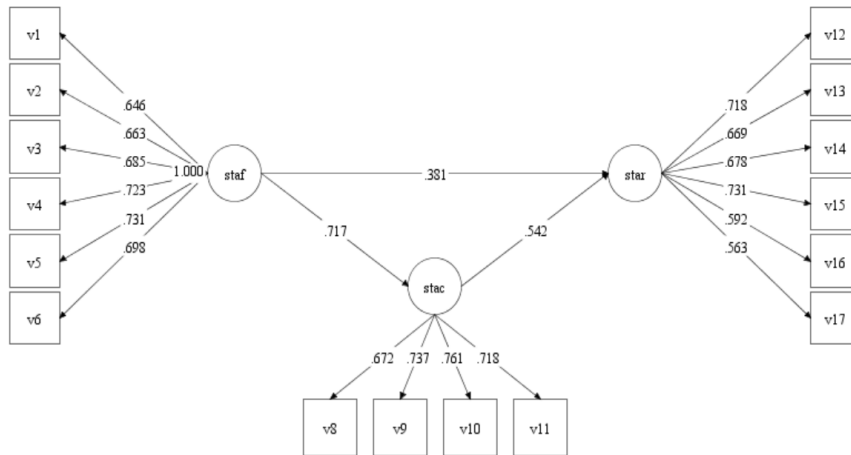 v1
v2
v3
v4
v5
v6
.646
.663
.685
.723
.731
.698
1.000
staf
.381
.717
.542
stac
star
.672
.737
.761
.718
v8
v9
v10
v11
.718
.669
.678
.731
.592
.563
v12
v13
v14
v15
v16
v17